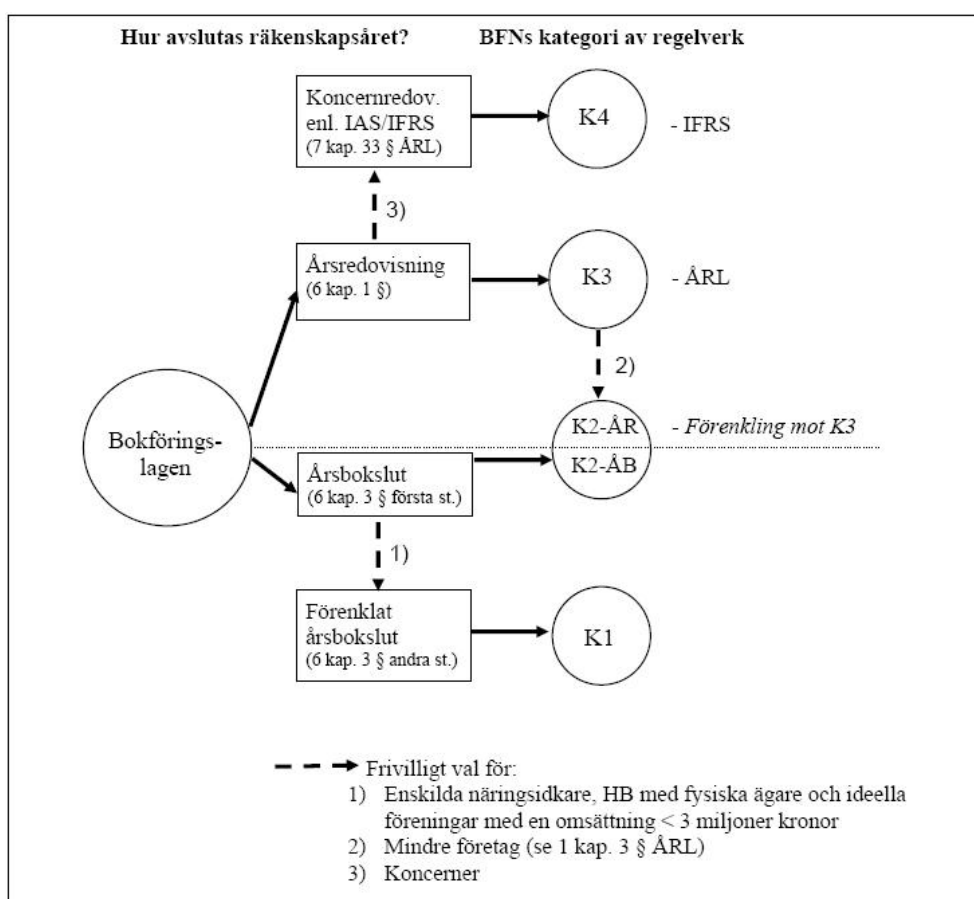 Hur avslutas räkenskapsåret?
BFNs kategori av regelverk
Koncernredov.
enl. IAS/IFRS
(7 kap. 33 § ÅRL)
K4
- IFRS
3)
Årsredovisning
(6 kap. 1 §)
K3
- ÅRL
2)
Bokförings-
lagen
K2-ÅR
- Förenkling mot K3
K2-ÅB
Årsbokslut
(6 kap. 3 § första st.)
1)
Förenklat
årsbokslut
(6 kap. 3 § andra st.)
K1
Frivilligt val för:
1) Enskilda näringsidkare, HB med fysiska ägare och ideella
föreningar med en omsättning < 3 miljoner kronor
2) Mindre företag (se 1 kap. 3 § ÅRL)
3) Koncerner